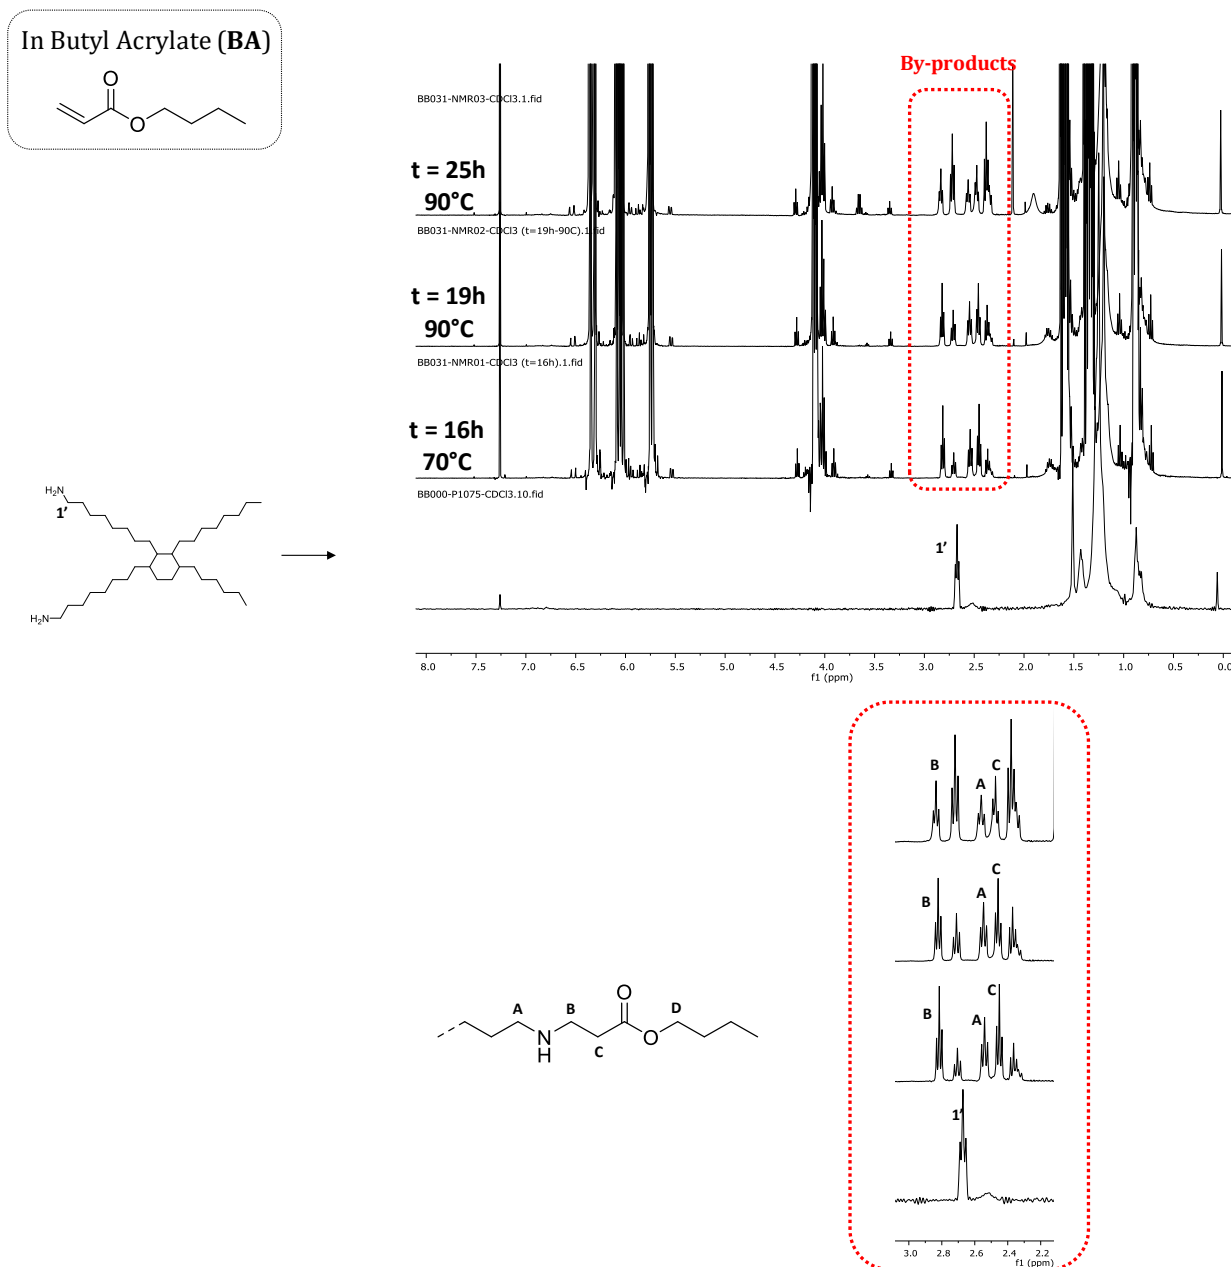 In Butyl Acrylate (BA)
O
O
By-products
BB031-NMR03-CDCl3.1.fid
t = 25h
90°C
BB031-NMR02-CDCl3 (t=19h-90C).1.fid
t = 19h
90°C
BB031-NMR01-CDCl3 (t=16h).1.fid
t = 16h
70°C
BB000-P1075-CDCl3.10.fid
H2N
1'
H2N
1'
8.0 7.5 7.0 6.5 6.0 5.5 5.0 4.5 4.0 3.5 3.0 2.5 2.0 1.5 1.0 0.5 0.0
f1 (ppm)
B
A
C
B
A
C
B
A
C
1'
A
N
H
B
C
O
O
D
3.0 2.8 2.6 2.4 2.2
f1 (ppm)